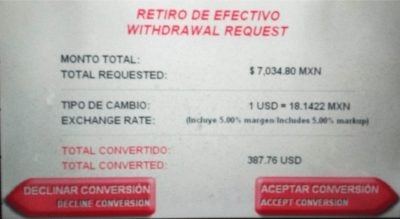 RETIRO DE EFECTIVO
WITHDRAWAL REQUEST
MONTO TOTAL:
TOTAL REQUESTED: $ 7,034.80 MXN
TIPO DE CAMBIO: 1 USD = 18.1422 MXN
EXCHANGE RATE: (Incluye 5.00% margen/Includes 5.00% markup)
TOTAL CONVERTIDO:
TOTAL CONVERTED: 387.76 USD
DECLINAR CONVERSIÓN
DECLINE CONVERSION
ACEPTAR CONVERSIÓN
ACCEPT CONVERSION